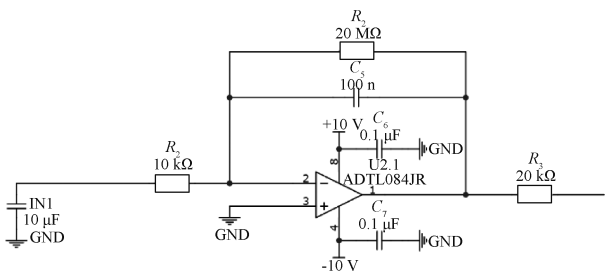 R2
20 MΩ
C5
100 n
+10 V
C6
0.1 μF
GND
8
U2.1
ADTL084JR
R2
10 kΩ
2
3
1
R3
20 kΩ
IN1
10 μF
GND
GND
4
C7
0.1 μF
GND
-10 V